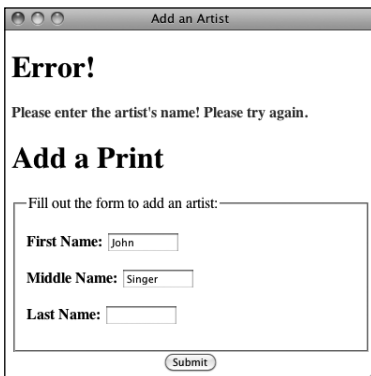 Add an Artist
Error!
Please enter the artist's name! Please try again.
Add a Print
Fill out the form to add an artist:
First Name: John
Middle Name: Singer
Last Name:
Submit